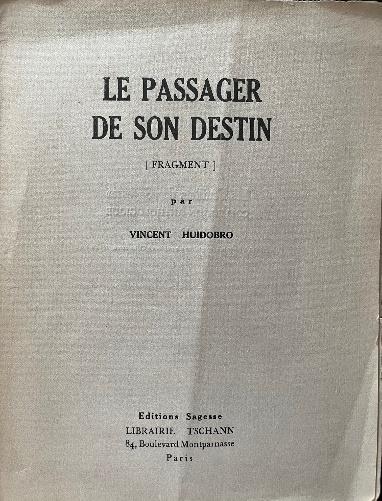 LE PASSAGER
DE SON DESTIN
[ FRAGMENT ]
par
VINCENT HUIDOBRO
Editions Sagesse
LIBRAIRIE TSCHANN
84, Boulevard Montparnasse
Paris